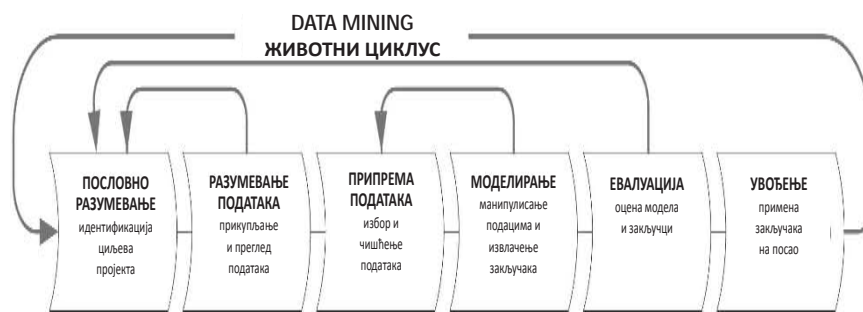 DATA MINING
ЖИВОТНИ ЦИКЛУС
ПОСЛОВНО
РАЗУМЕВАЊЕ
идентификација
циљева
пројекта
РАЗУМЕВАЊЕ
ПОДАТАКА
прикупљање
и преглед
података
ПРИПРЕМА
ПОДАТАКА
избор и
чишћење
података
МОДЕЛИРАЊЕ
манипулисање
подацима и
извлачење
закључака
ЕВАЛУАЦИЈА
оцена модела
и закључци
УВОЂЕЊЕ
примена
закључака
на посао